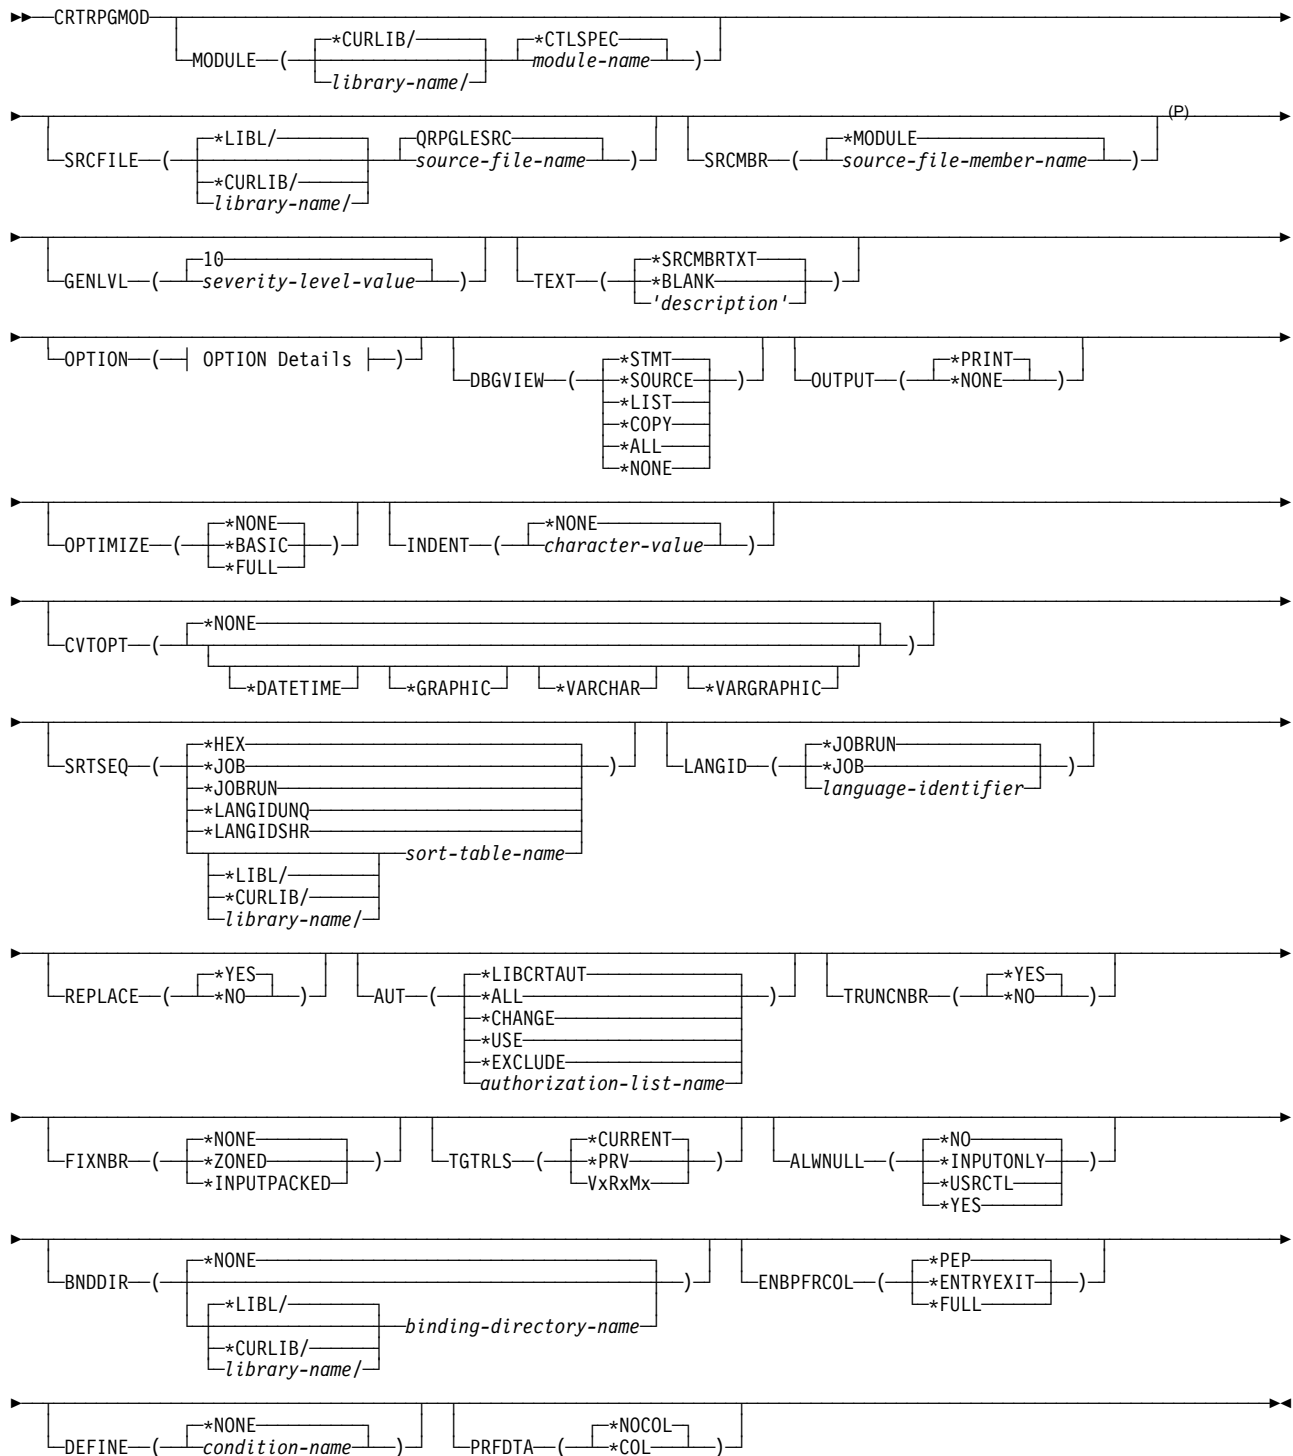 CRTRPGMOD
*CURLIB/ *CTLSPEC
MODULE ( module-name )
library-name/
(P)
*LIBL/ QRPGLESRC *MODULE
SRCFILE ( source-file-name ) SRCMBR ( source-file-member-name )
*CURLIB/
library-name/
10 *SRCMBRTXT
GENLVL ( severity-level-value ) TEXT ( *BLANK )
'description'
OPTION ( OPTION Details ) *STMT *PRINT
DBGVIEW ( *SOURCE ) OUTPUT ( *NONE )
*LIST
*COPY
*ALL
*NONE
*NONE *NONE
OPTIMIZE ( *BASIC ) INDENT ( character-value )
*FULL
*NONE
CVTOPT ( )
*DATETIME *GRAPHIC *VARCHAR *VARGRAPHIC
*HEX *JOBRUN
SRTSEQ ( *JOB ) LANGID ( *JOB )
*JOBRUN language-identifier
*LANGIDUNQ
*LANGIDSHR
sort-table-name
*LIBL/
*CURLIB/
library-name/
*YES *LIBCRTAUT *YES
REPLACE ( *NO ) AUT ( *ALL ) TRUNCNBR ( *NO )
*CHANGE
*USE
*EXCLUDE
authorization-list-name
*NONE *CURRENT *NO
FIXNBR ( *ZONED ) TGTRLS ( *PRV ) ALWNULL ( *INPUTONLY )
*INPUTPACKED VxRxMx *USRCTL
*YES
*NONE *PEP
BNDDIR ( ) ENBPFRCOL ( *ENTRYEXIT )
*LIBL/ *FULL
binding-directory-name
*CURLIB/
library-name/
*NONE *NOCOL
DEFINE ( condition-name ) PRFDTA ( *COL )